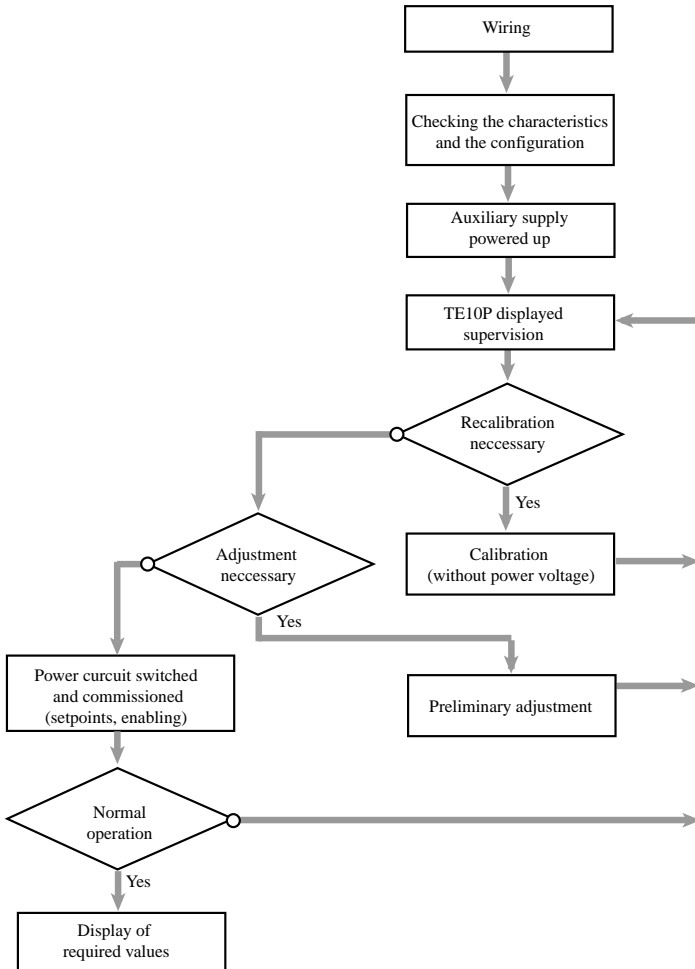 Wiring
Checking the characteristics
and the configuration
Auxiliary supply
powered up
TE10P displayed
supervision
Recalibration
neccessary
Yes
Calibration
(without power voltage)
Adjustment
neccessary
Yes
Preliminary adjustment
Power curcuit switched
and commissioned
(setpoints, enabling)
Normal
operation
Yes
Display of
required values